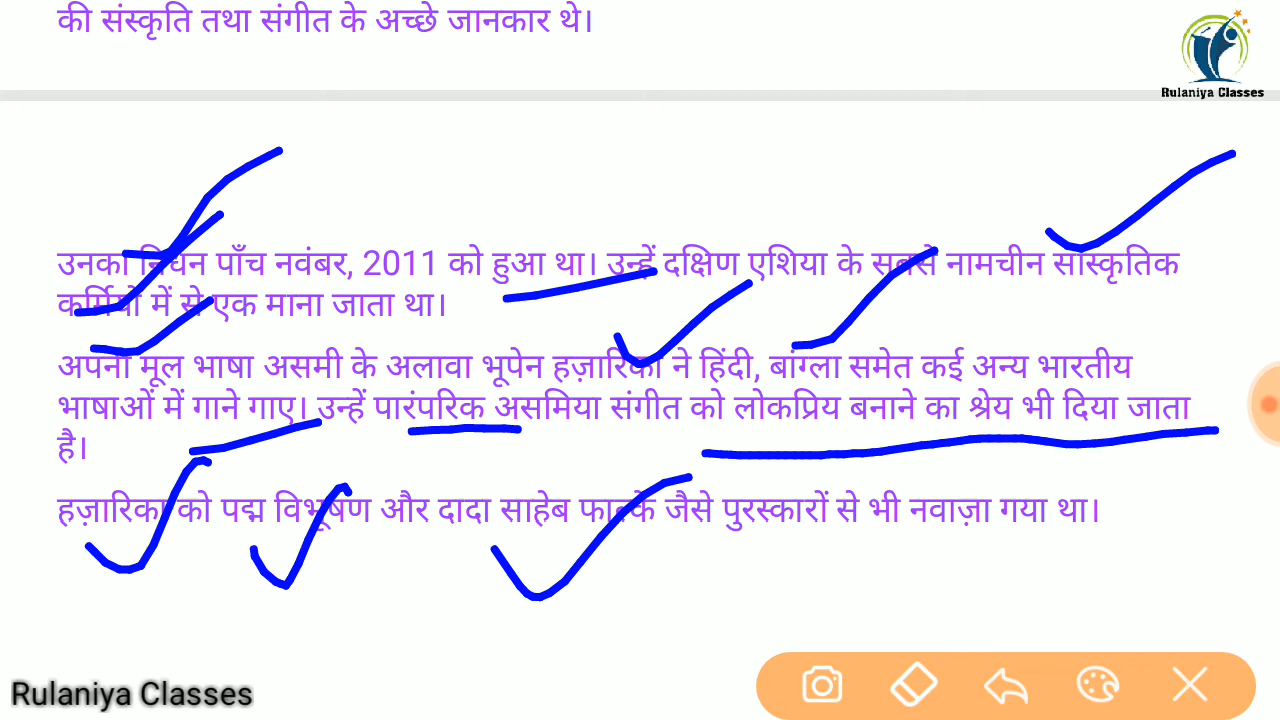 की संस्कृति तथा संगीत के अच्छे जानकार थे।
Rulaniya Classes
उनका निधन पाँच नवंबर, 2011 को हुआ था। उन्हें दक्षिण एशिया के सबसे नामचीन सांस्कृतिक
कर्मियों में से एक माना जाता था।
अपनी मूल भाषा असमी के अलावा भूपेन हज़ारिका ने हिंदी, बांग्ला समेत कई अन्य भारतीय
भाषाओं में गाने गाए। उन्हें पारंपरिक असमिया संगीत को लोकप्रिय बनाने का श्रेय भी दिया जाता
है।
हज़ारिका को पद्म विभूषण और दादा साहेब फाल्के जैसे पुरस्कारों से भी नवाज़ा गया था।
Rulaniya Classes